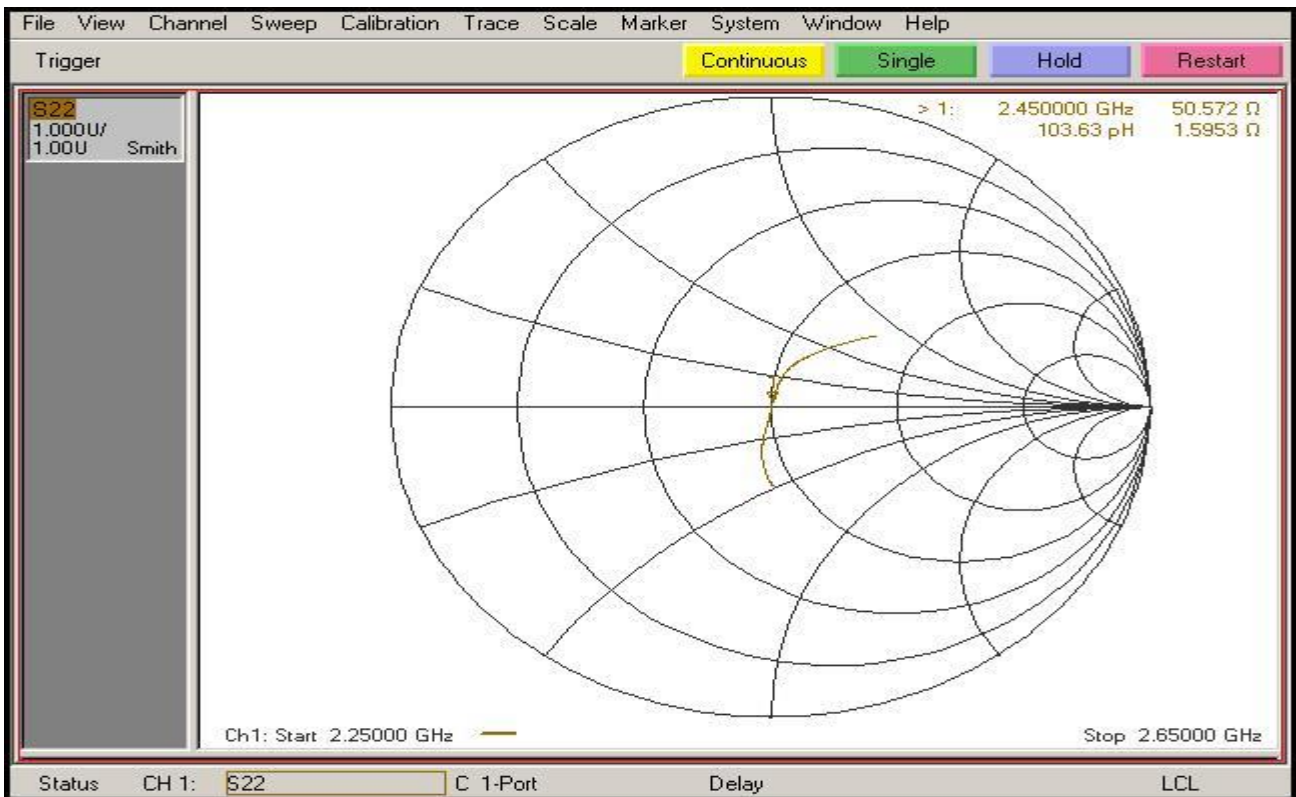 File View Channel Sweep Calibration Trace Scale Marker System Window Help
Trigger Continuous Single Hold Restart
S22
1.000U/
1.00U Smith
> 1: 2.450000 GHz 50.572 Ω
103.63 pH 1.5953 Ω
Ch1: Start 2.25000 GHz Stop 2.65000 GHz
Status CH 1: S22 C 1-Port Delay LCL